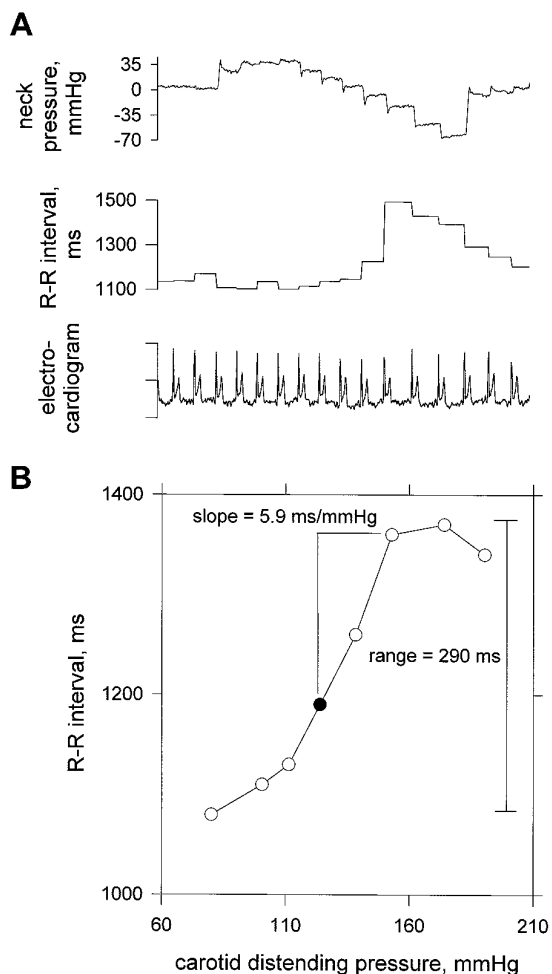 A
neck
pressure,
mmHg
35
0
-35
-70
R-R interval,
ms
1500
1300
1100
electro-
cardiogram
B
R-R interval, ms
1400
1200
1000
slope = 5.9 ms/mmHg
range = 290 ms
60 110 160 210
carotid distending pressure, mmHg